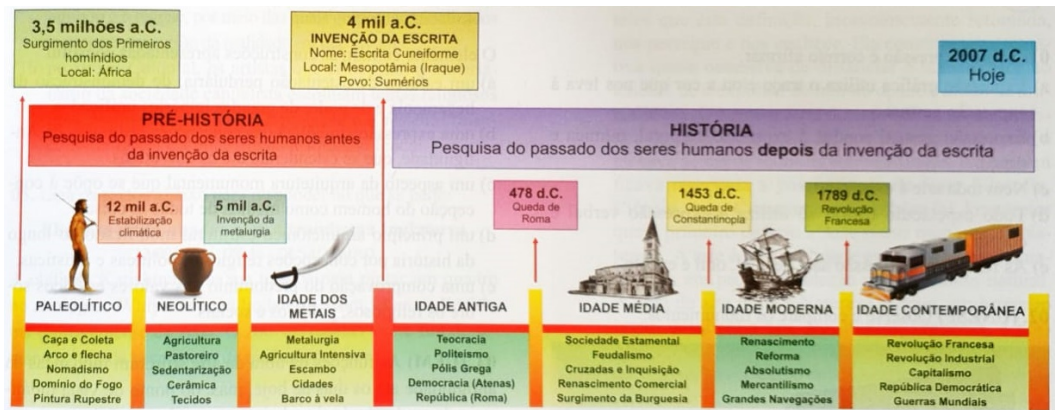 3,5 milhões a.C.
Surgimento dos Primeiros
homínidios
Local: África
4 mil a.C.
INVENÇÃO DA ESCRITA
Nome: Escrita Cuneiforme
Local: Mesopotâmia (Iraque
Povo: Sumérios
2007 d.C.
Hoje
PRÉ-HISTÓRIA
Pesquisa do passado dos seres humanos antes
da invenção da escrita
HISTÓRIA
Pesquisa do passado dos seres humanos depois da invenção da escrita
12 mil a.C.
Estabilização
climática
5 mil a.C.
Invenção da
metalurgia
478 d.C.
Queda de
Roma
1453 d.C.
Queda de
Constantinopla
1789 d.C.
Revolução
Francesa
PALEOLÍTICO
NEOLÍTICO
IDADE DOS
METAIS
IDADE ANTIGA
IDADE MÉDIA
IDADE MODERNA
IDADE CONTEMPORÂNEA
Caça e Coleta
Arco e flecha
Nomadismo
Domínio do Fogo
Pintura Rupestre
Agricultura
Pastoreiro
Sedentarização
Cerâmica
Tecidos
Metalurgia
Agricultura Intensiva
Escambo
Cidades
Barco à vela
Teocracia
Politeísmo
Pólis Grega
Democracia (Atenas)
República (Roma)
Sociedade Estamental
Feudalismo
Cruzadas e Inquisição
Renascimento Comercial
Surgimento da Burguesia
Renascimento
Reforma
Absolutismo
Mercantilismo
Grandes Navegações
Revolução Francesa
Revolução Industrial
Capitalismo
República Democrática
Guerras Mundiais